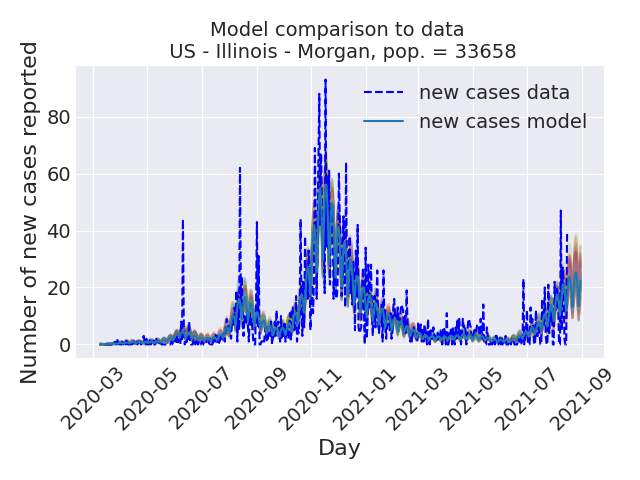 Model comparison to data
US - Illinois - Morgan, pop. = 33658
Number of new cases reported
new cases data
new cases model
80
60
40
20
0
2020-03
2020-05
2020-07
2020-09
2020-11
2021-01
2021-03
2021-05
2021-07
2021-09
Day